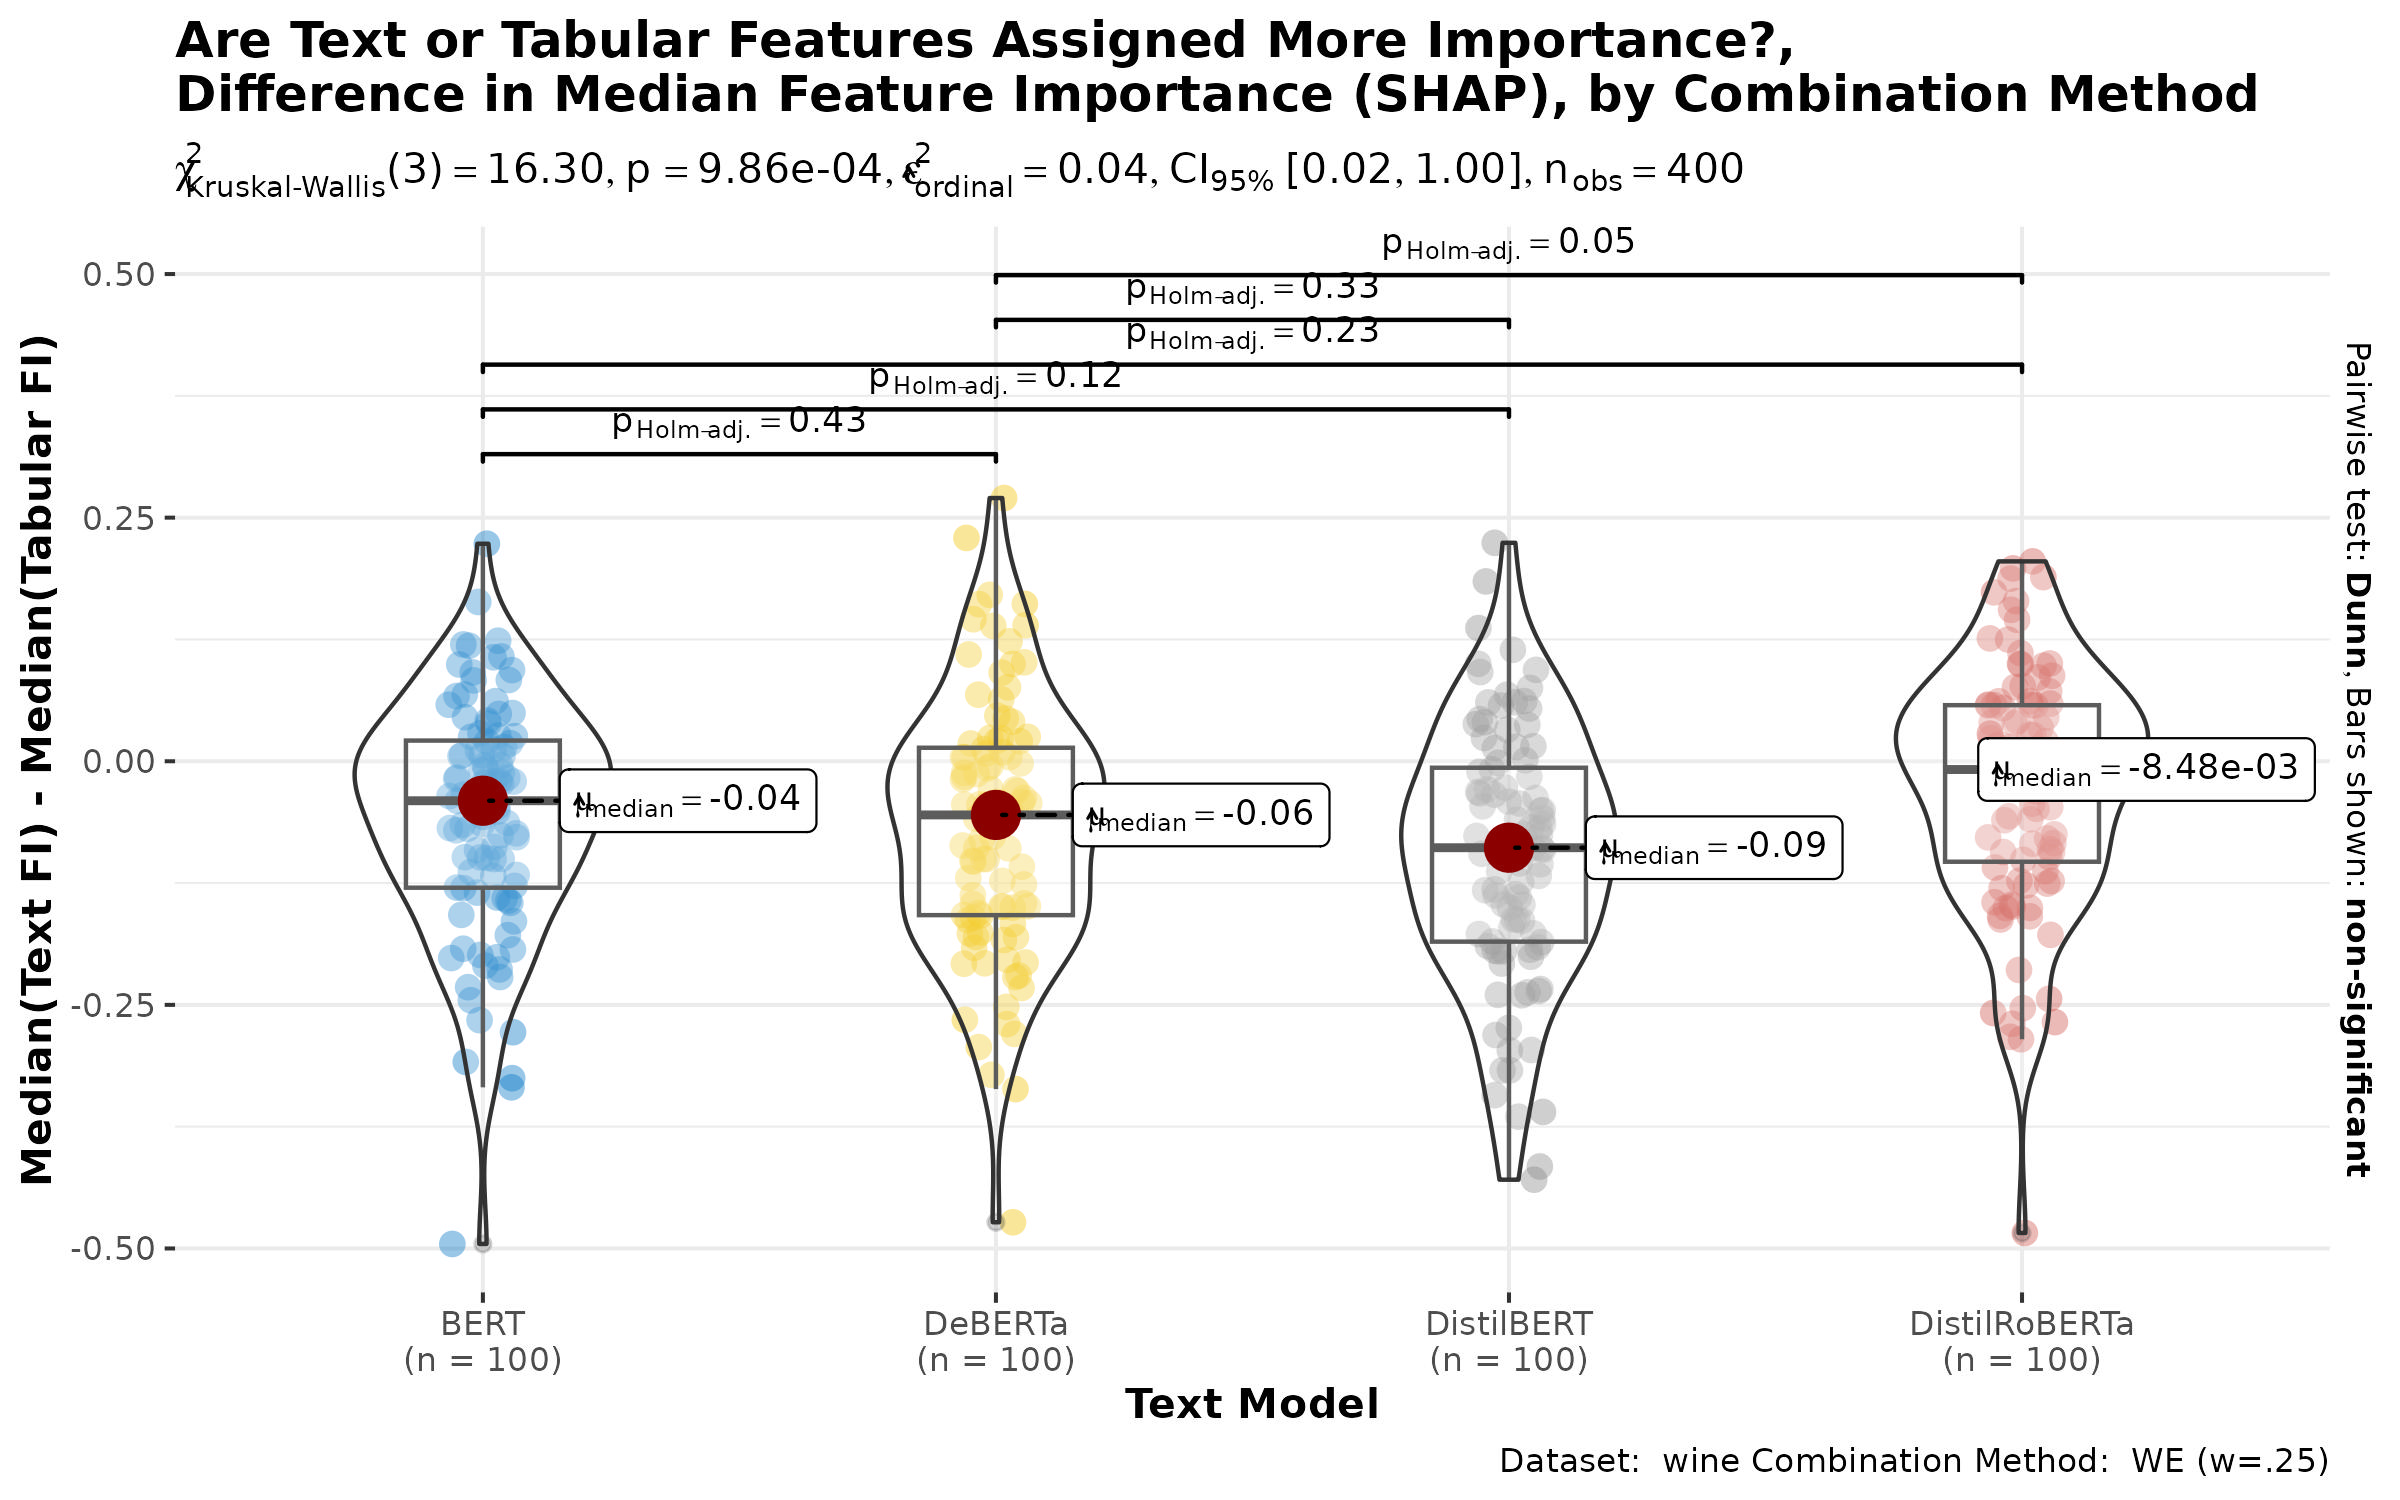 Are Text or Tabular Features Assigned More Importance?,
Difference in Median Feature Importance (SHAP), by Combination Method
χ²Kruskal-Wallis(3) = 16.30, p = 9.86e-04, ε̂²ordinal = 0.04, CI95% [0.02, 1.00], nobs = 400
pHolm-adj. = 0.05
pHolm-adj. = 0.33
pHolm-adj. = 0.23
pHolm-adj. = 0.12
pHolm-adj. = 0.43
Median(Text FI) - Median(Tabular FI)
0.50
0.25
0.00
-0.25
-0.50
μ̂median = -0.04
μ̂median = -0.06
μ̂median = -0.09
μ̂median = -8.48e-03
Pairwise test: Dunn, Bars shown: non-significant
BERT
(n = 100)
DeBERTa
(n = 100)
DistilBERT
(n = 100)
DistilRoBERTa
(n = 100)
Text Model
Dataset:  wine Combination Method:  WE (w=.25)